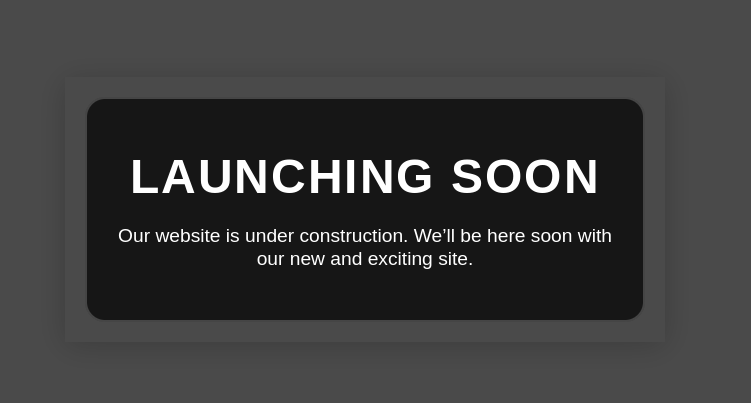 LAUNCHING SOON
Our website is under construction. We’ll be here soon with
our new and exciting site.